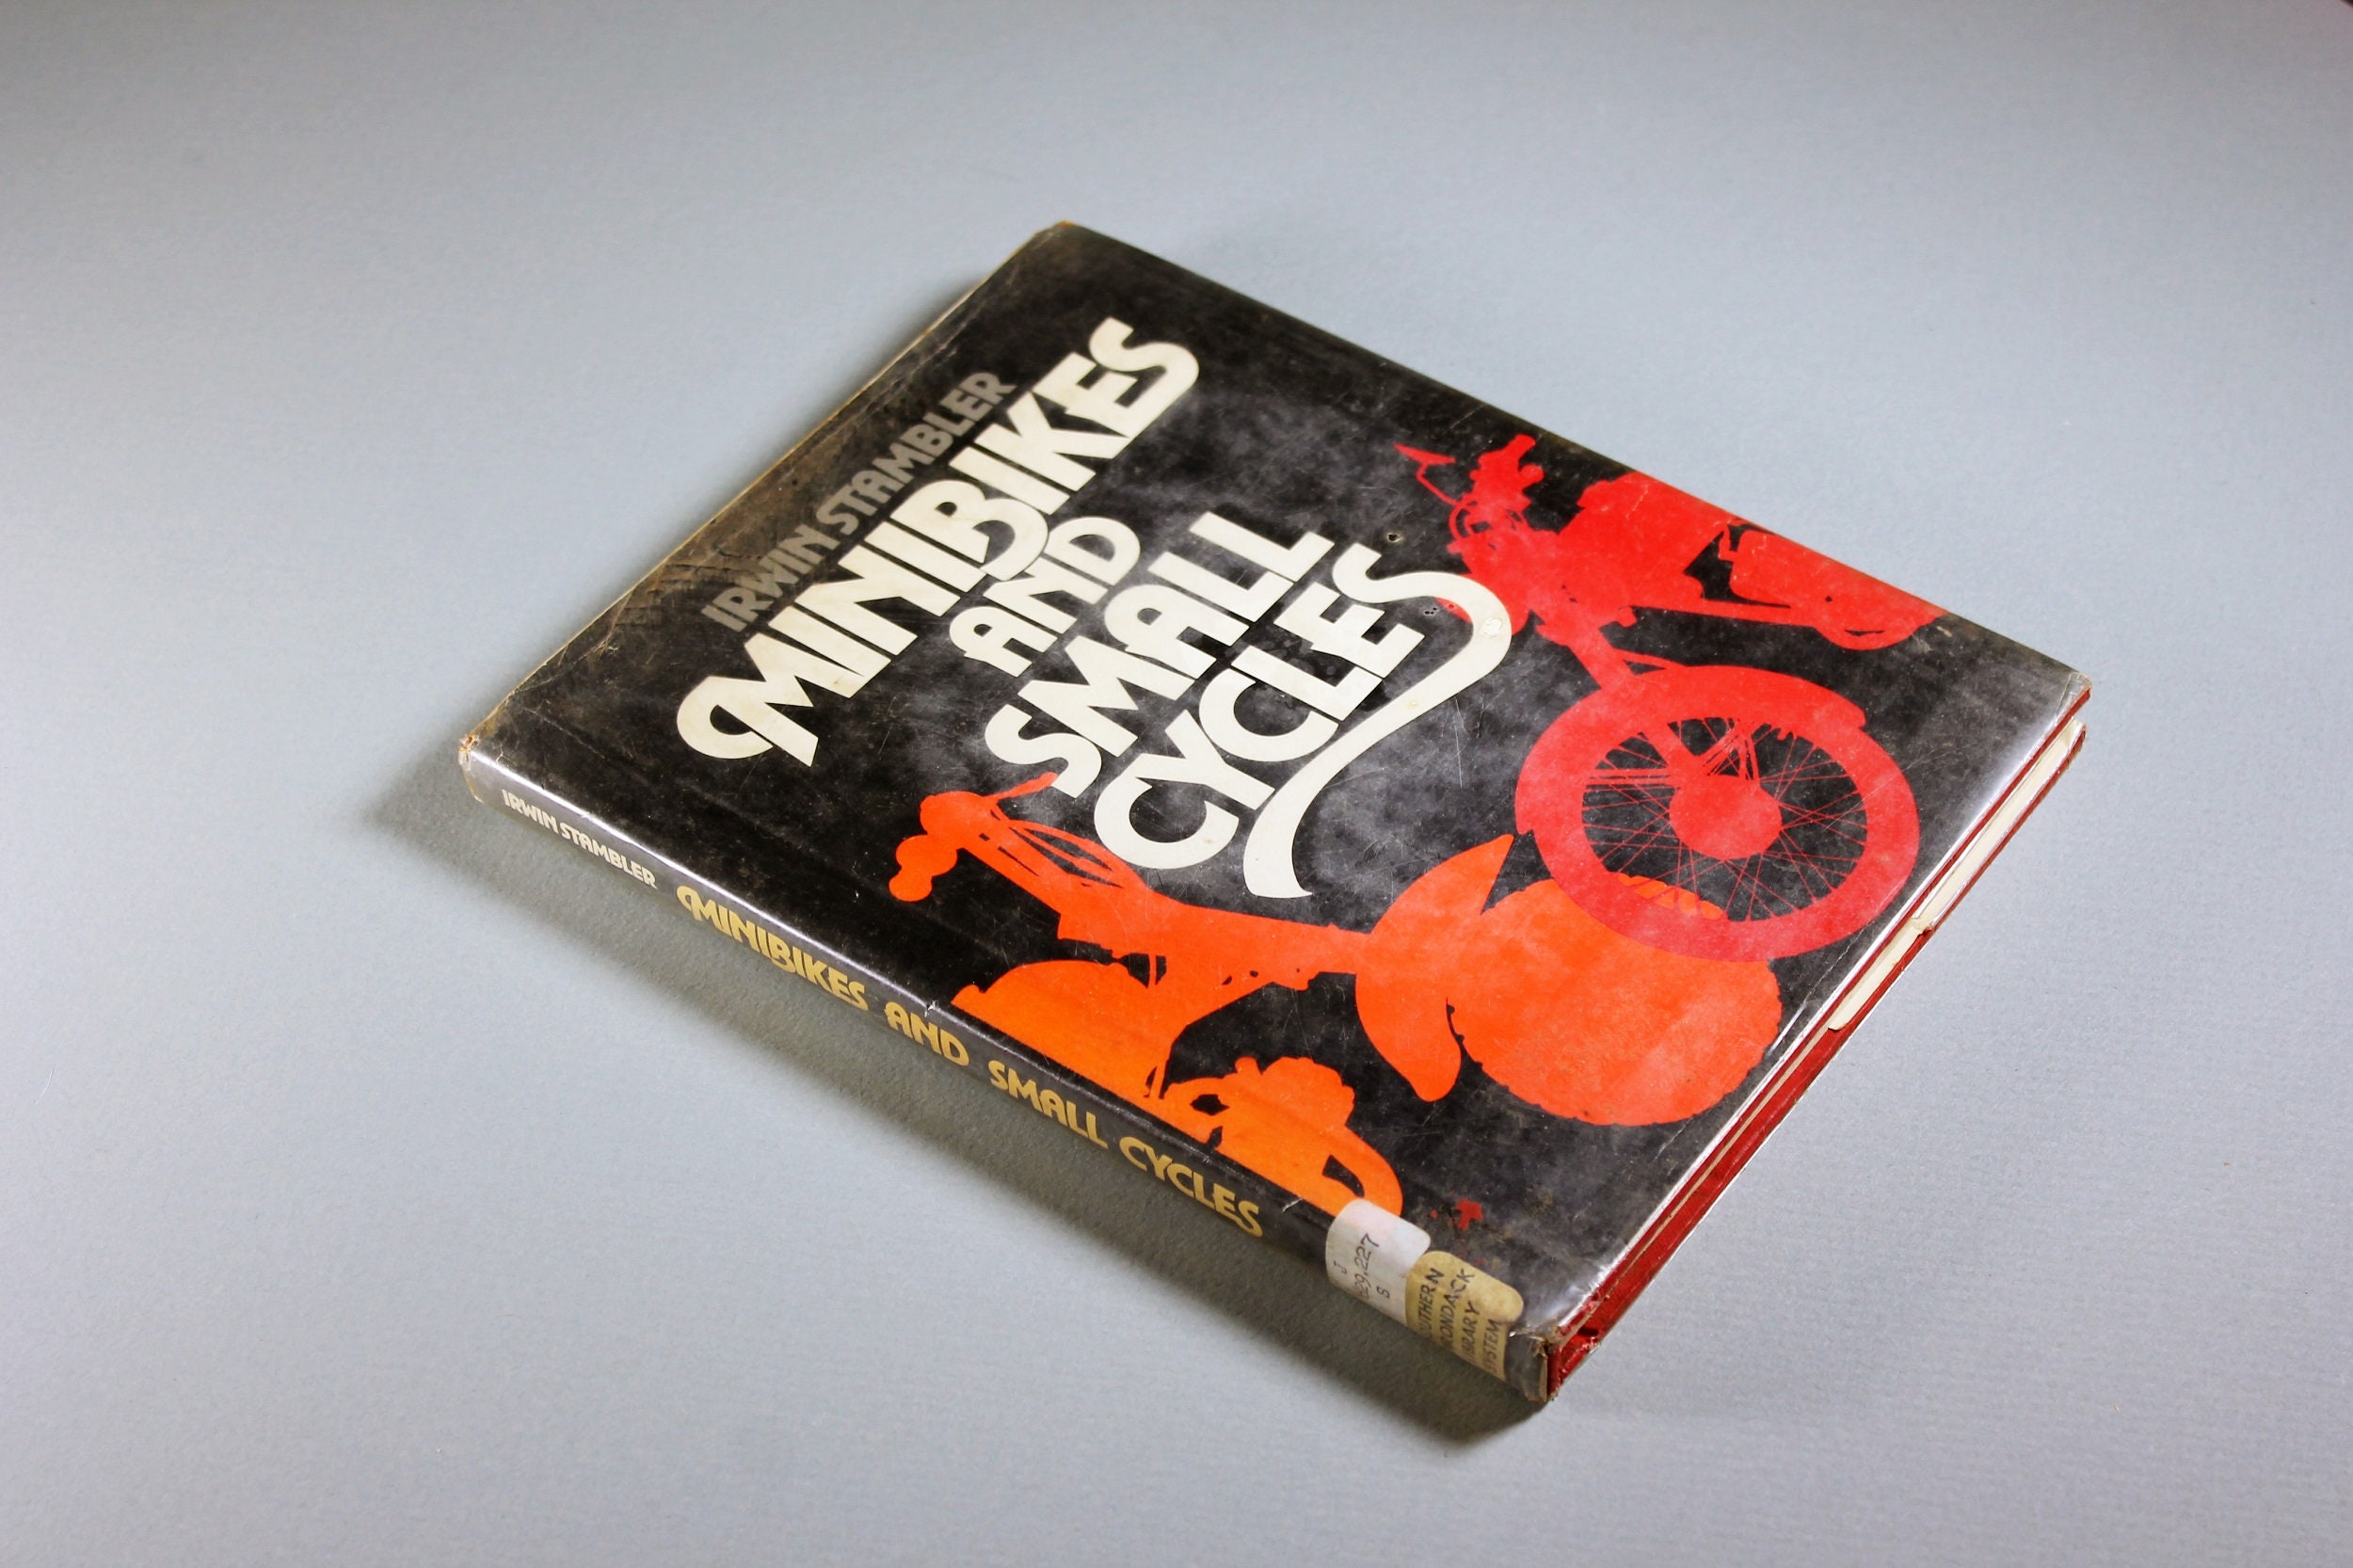 IRWIN STAMBLER
MINIBIKES
AND
SMALL
CYCLES
IRWIN STAMBLER MINIBIKES AND SMALL CYCLES
J
629.227
S
SOUTHERN
ADIRONDACK
LIBRARY
SYSTEM